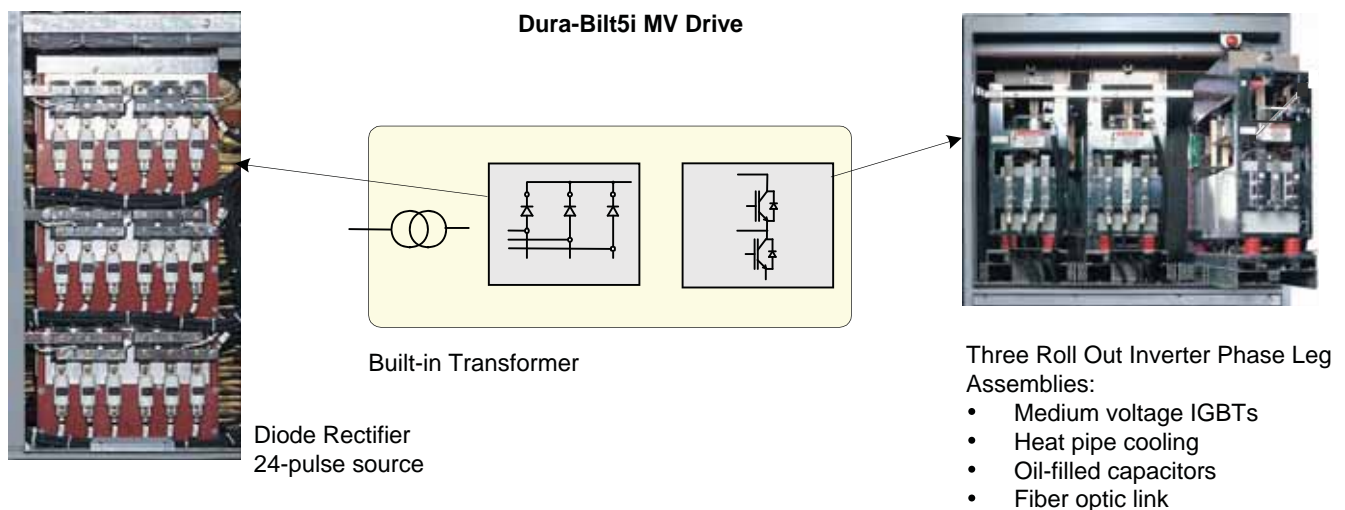 Dura-Bilt5i MV Drive
Built-in Transformer
Diode Rectifier
24-pulse source
Three Roll Out Inverter Phase Leg
Assemblies:
• Medium voltage IGBTs
• Heat pipe cooling
• Oil-filled capacitors
• Fiber optic link